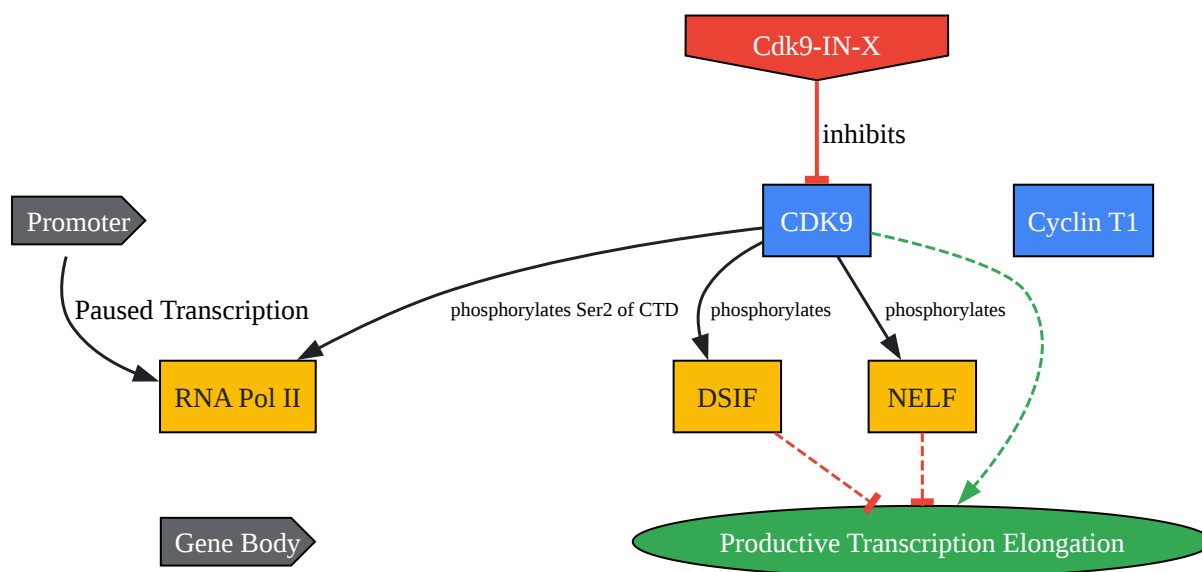 Cdk9-IN-X
inhibits
Promoter
CDK9
Cyclin T1
Paused Transcription
phosphorylates Ser2 of CTD
phosphorylates
phosphorylates
RNA Pol II
DSIF
NELF
Gene Body
Productive Transcription Elongation